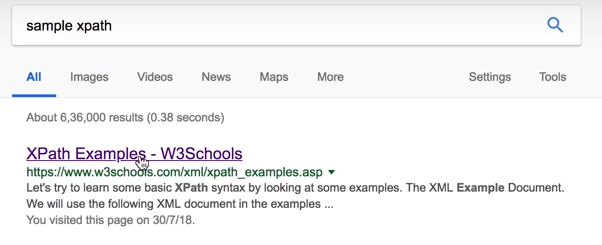 sample xpath
All Images Videos News Maps More Settings Tools
About 6,36,000 results (0.38 seconds)
XPath Examples - W3Schools
https://www.w3schools.com/xml/xpath_examples.asp
Let's try to learn some basic XPath syntax by looking at some examples. The XML Example Document.
We will use the following XML document in the examples ...
You visited this page on 30/7/18.